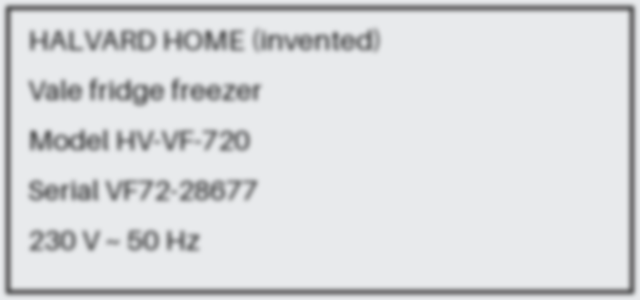 HALVARD HOME (invented)
Vale fridge freezer
Model HV-VF-720
Serial VF72-28677
230 V ~ 50 Hz